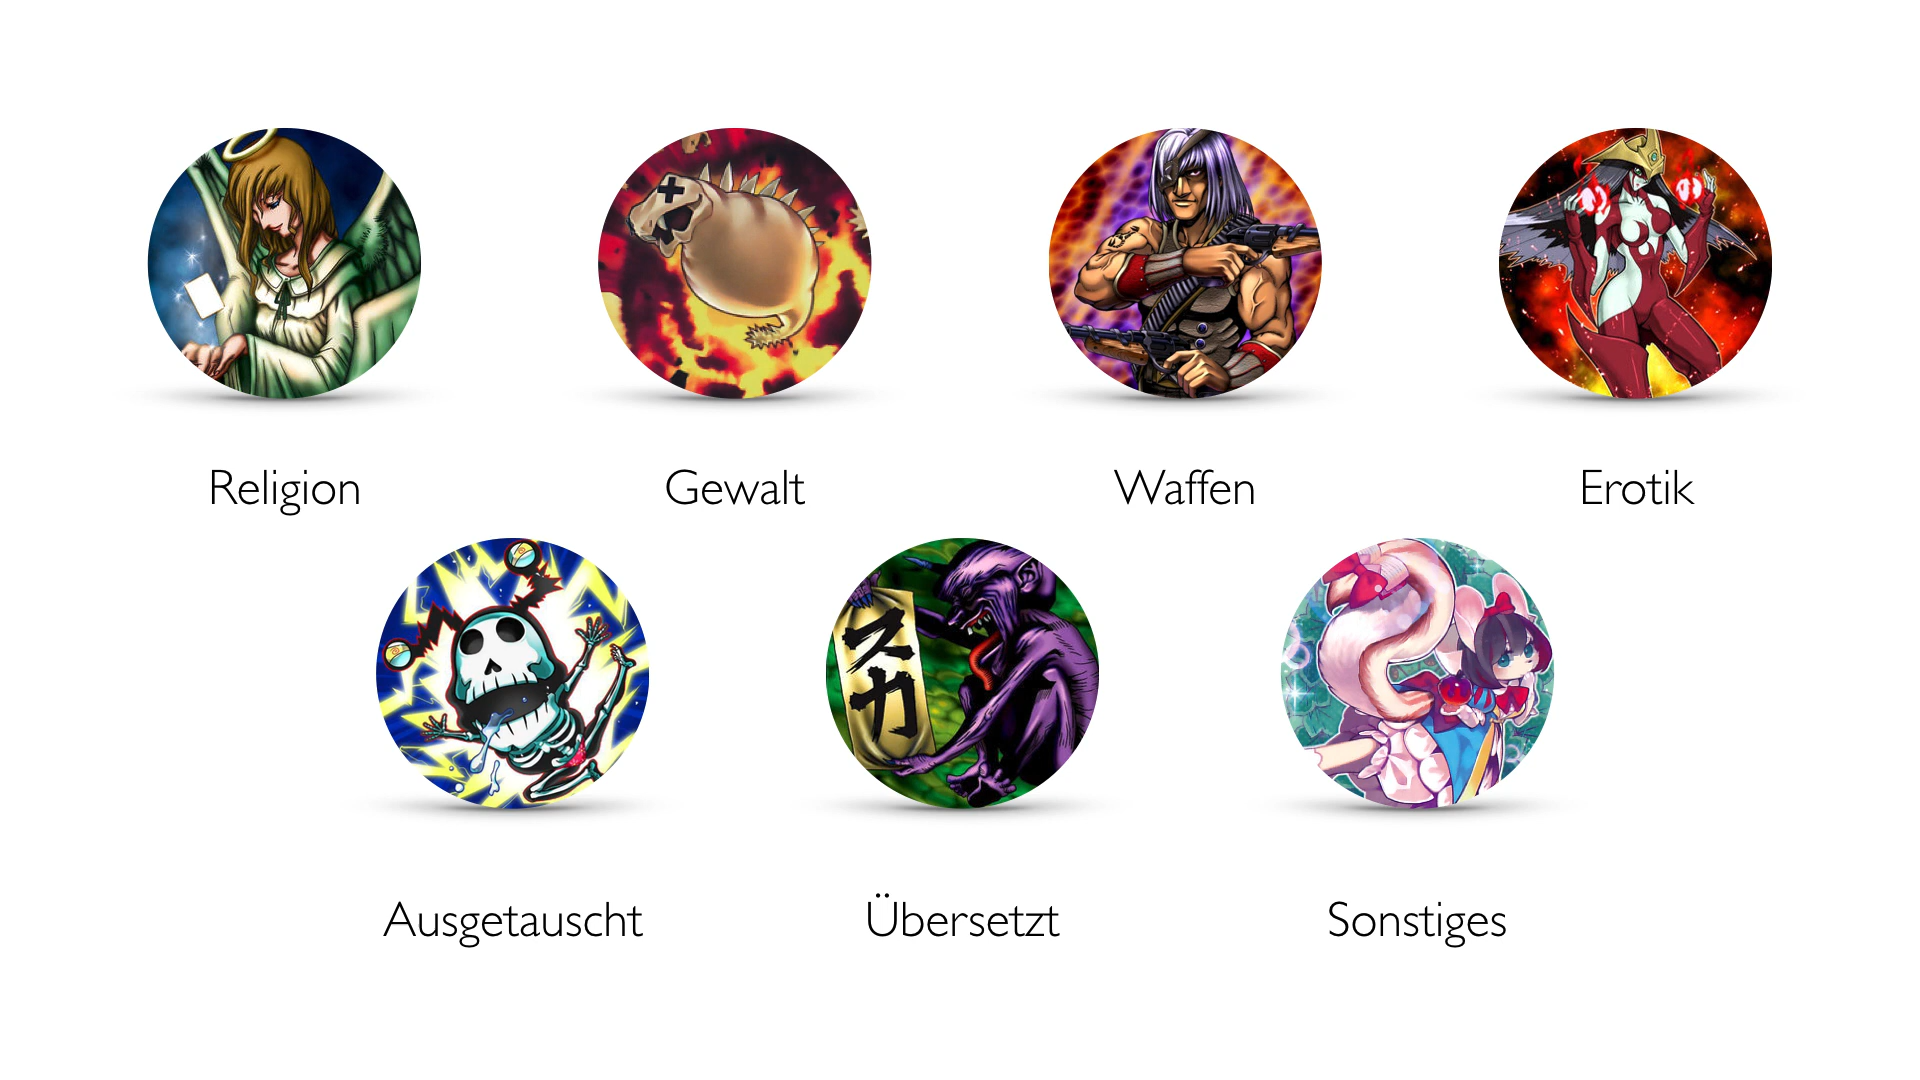 Religion
Gewalt
Waffen
Erotik
スカ
Ausgetauscht
Übersetzt
Sonstiges